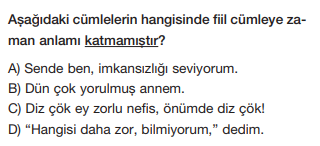 Aşağıdaki cümlelerin hangisinde fiil cümleye za-
man anlamı katmamıştır?
A) Sende ben, imkansızlığı seviyorum.
B) Dün çok yorulmuş annem.
C) Diz çök ey zorlu nefis, önümde diz çök!
D) “Hangisi daha zor, bilmiyorum,” dedim.